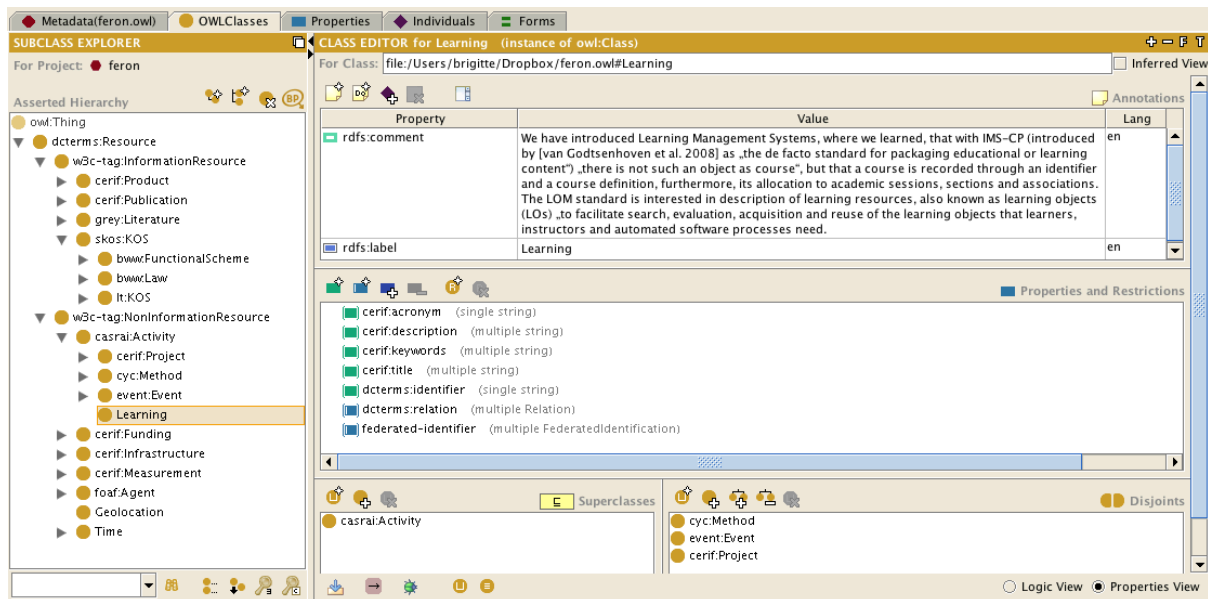 Metadata(feron.owl) OWLClasses Properties Individuals Forms
SUBCLASS EXPLORER
For Project: feron
Asserted Hierarchy
BP
owl:Thing
dcterms:Resource
w3c-tag:InformationResource
cerif:Product
cerif:Publication
grey:Literature
skos:KOS
bww:FunctionalScheme
bww:Law
lt:KOS
w3c-tag:NonInformationResource
casrai:Activity
cerif:Project
cyc:Method
event:Event
Learning
cerif:Funding
cerif:Infrastructure
cerif:Measurement
foaf:Agent
Geolocation
Time
CLASS EDITOR for Learning (instance of owl:Class) F T
For Class: file:/Users/brigitte/Dropbox/feron.owl#Learning Inferred View
Annotations
Property Value Lang
rdfs:comment We have introduced Learning Management Systems, where we learned, that with IMS-CP (introduced en
by [van Godtsenhoven et al. 2008] as „the de facto standard for packaging educational or learning
content“) „there is not such an object as course“, but that a course is recorded through an identifier
and a course definition, furthermore, its allocation to academic sessions, sections and associations.
The LOM standard is interested in description of learning resources, also known as learning objects
(LOs) „to facilitate search, evaluation, acquisition and reuse of the learning objects that learners,
instructors and automated software processes need.
rdfs:label Learning en
Properties and Restrictions
cerif:acronym (single string)
cerif:description (multiple string)
cerif:keywords (multiple string)
cerif:title (multiple string)
dcterms:identifier (single string)
dcterms:relation (multiple Relation)
federated-identifier (multiple FederatedIdentification)
⊑ Superclasses
casrai:Activity
Disjoints
cyc:Method
event:Event
cerif:Project
Logic View Properties View